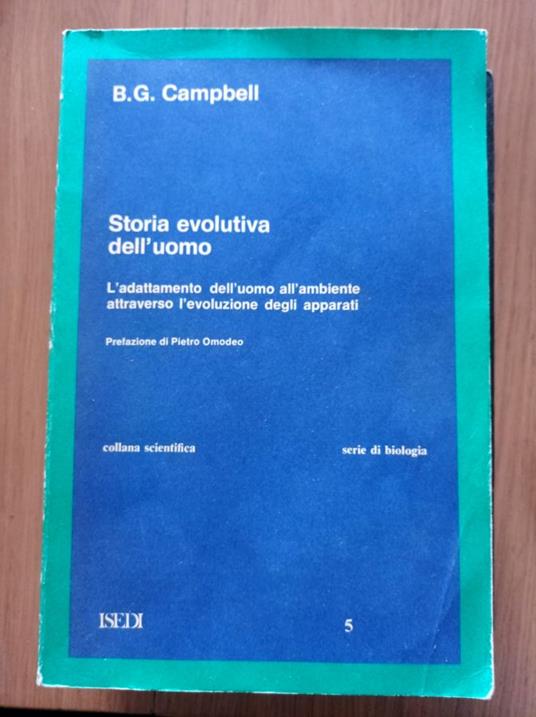 B.G. Campbell
Storia evolutiva
dell'uomo
L'adattamento dell'uomo all'ambiente
attraverso l'evoluzione degli apparati
Prefazione di Pietro Omodeo
collana scientifica
serie di biologia
ISEDI
5